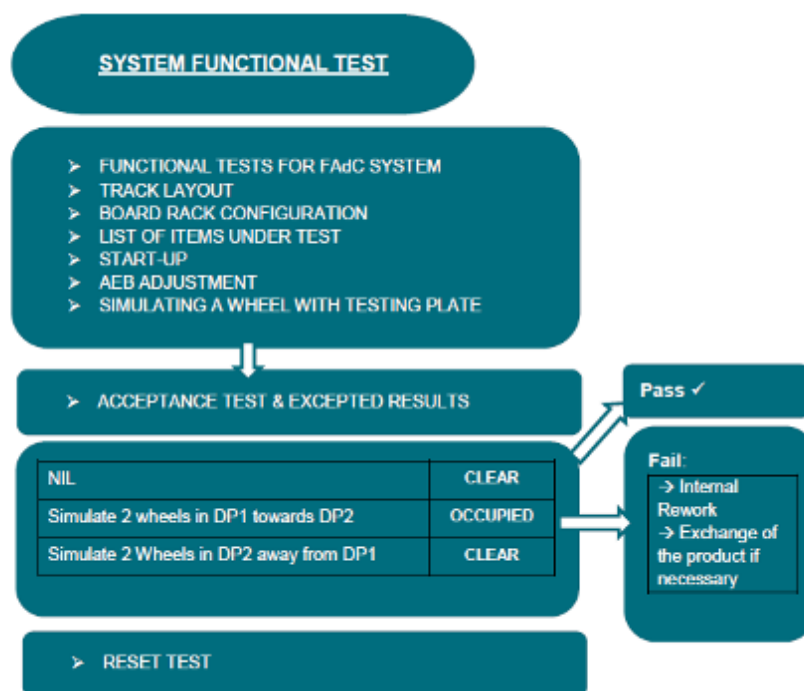 SYSTEM FUNCTIONAL TEST
➢ FUNCTIONAL TESTS FOR FAdC SYSTEM
➢ TRACK LAYOUT
➢ BOARD RACK CONFIGURATION
➢ LIST OF ITEMS UNDER TEST
➢ START-UP
➢ AEB ADJUSTMENT
➢ SIMULATING A WHEEL WITH TESTING PLATE
➢ ACCEPTANCE TEST & EXCEPTED RESULTS
Pass ✓
NIL CLEAR
Simulate 2 wheels in DP1 towards DP2 OCCUPIED
Simulate 2 Wheels in DP2 away from DP1 CLEAR
Fail:
→ Internal
Rework
→ Exchange of
the product if
necessary
➢ RESET TEST